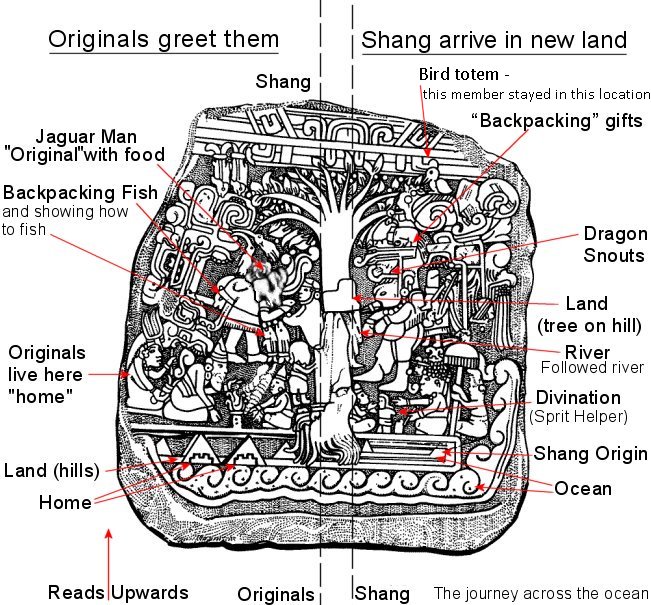 Originals greet them
Shang arrive in new land
Shang
Bird totem -
this member stayed in this location
"Backpacking" gifts
Jaguar Man
"Original"with food
Backpacking Fish
and showing how
to fish
Dragon
Snouts
Land
(tree on hill)
River
Followed river
Originals
live here
"home"
Divination
(Sprit Helper)
Shang Origin
Land (hills)
Home
Ocean
Reads Upwards
Originals
Shang
The journey across the ocean